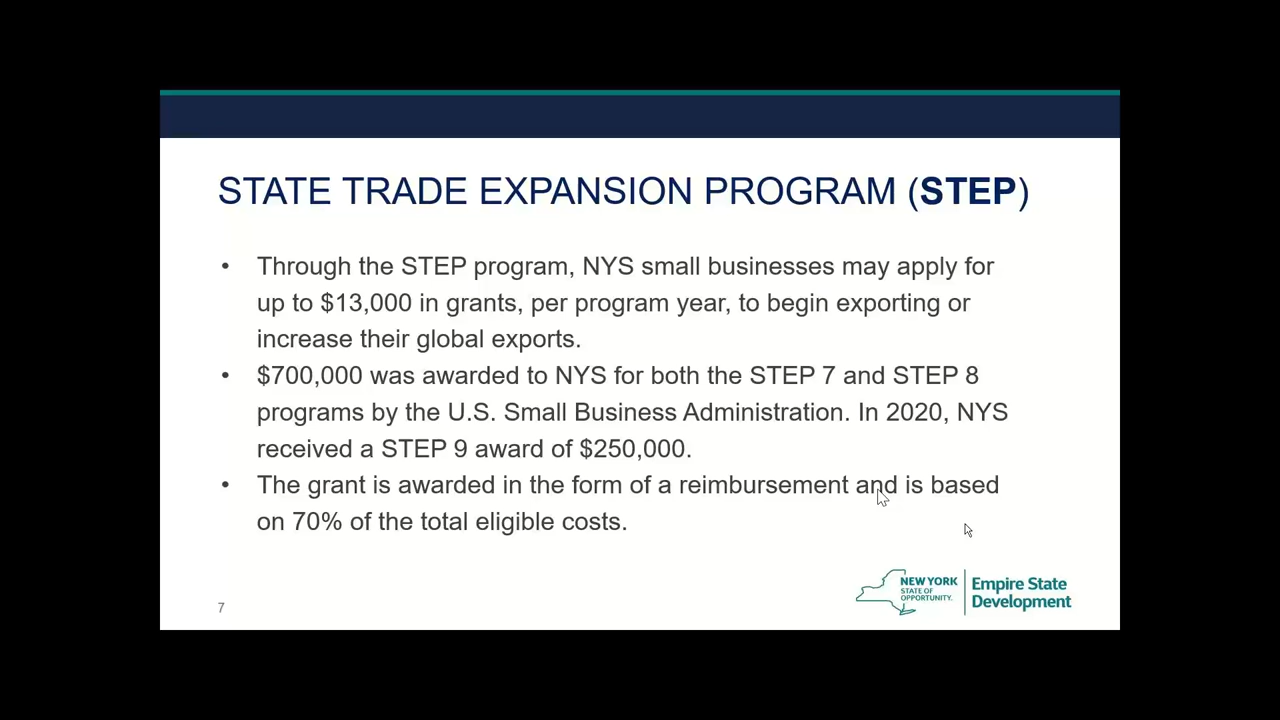 STATE TRADE EXPANSION PROGRAM (STEP)
• Through the STEP program, NYS small businesses may apply for
up to $13,000 in grants, per program year, to begin exporting or
increase their global exports.
• $700,000 was awarded to NYS for both the STEP 7 and STEP 8
programs by the U.S. Small Business Administration. In 2020, NYS
received a STEP 9 award of $250,000.
• The grant is awarded in the form of a reimbursement and is based
on 70% of the total eligible costs.
7
NEW YORK
STATE OF
OPPORTUNITY.
Empire State
Development